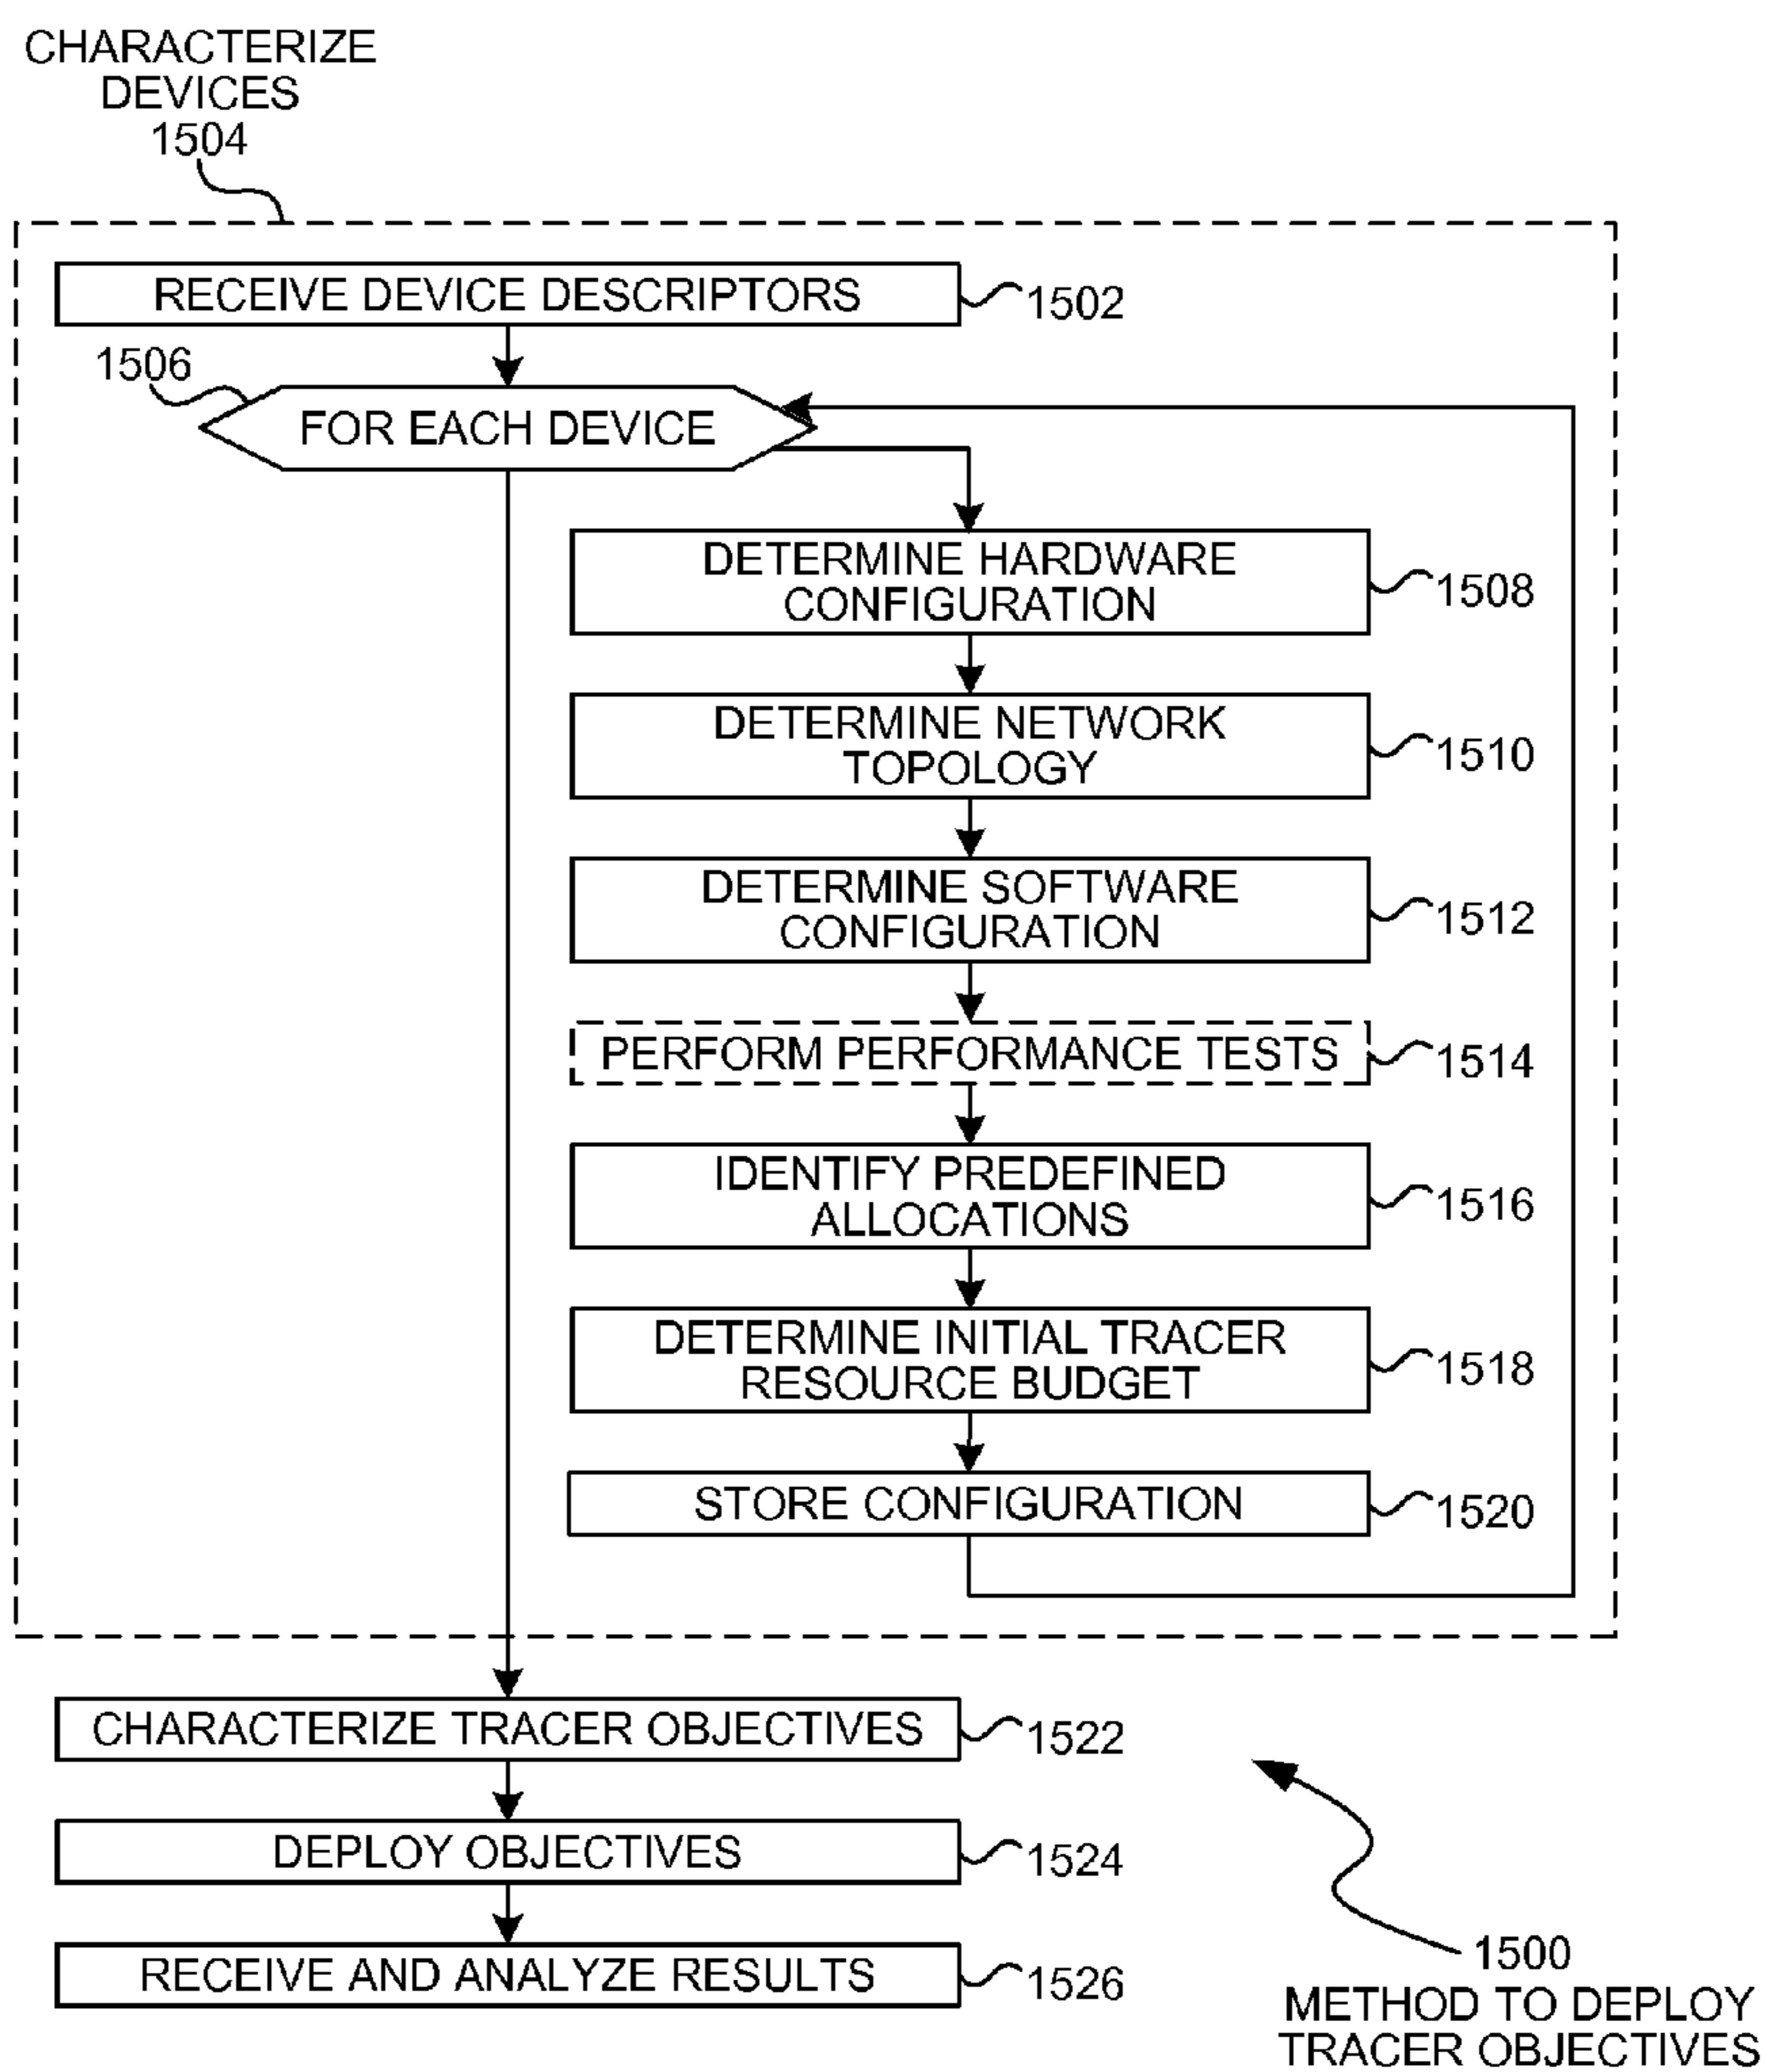 CHARACTERIZE
DEVICES
1504
RECEIVE DEVICE DESCRIPTORS
1502
1506
FOR EACH DEVICE
DETERMINE HARDWARE
CONFIGURATION
1508
DETERMINE NETWORK
TOPOLOGY
1510
DETERMINE SOFTWARE
CONFIGURATION
1512
PERFORM PERFORMANCE TESTS
1514
IDENTIFY PREDEFINED
ALLOCATIONS
1516
DETERMINE INITIAL TRACER
RESOURCE BUDGET
1518
STORE CONFIGURATION
1520
CHARACTERIZE TRACER OBJECTIVES
1522
DEPLOY OBJECTIVES
1524
RECEIVE AND ANALYZE RESULTS
1526
1500
METHOD TO DEPLOY
TRACER OBJECTIVES